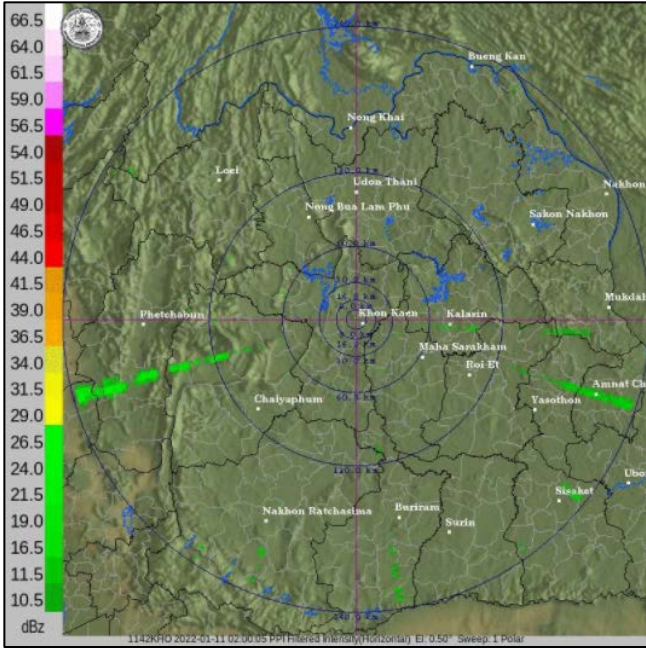 66.5
64.0
61.5
59.0
56.5
54.0
51.5
49.0
46.5
44.0
41.5
39.0
36.5
34.0
31.5
29.0
26.5
24.0
21.5
19.0
16.5
14.0
11.5
10.5
dBz
Bueng Kan
Nong Khai
Loei
Udon Thani
Nong Bua Lam Phu
Nakhon
Sakon Nakhon
Mukdah
Phetchabun
Khon Kaen
Kalasin
Maha Sarakham
Roi Et
Amnat Ch
Chaiyaphum
Yasothon
Ubo
Sisaket
Nakhon Ratchasima
Buriram
Surin
1142KHO 2022-01-11 02:00:05 PPI Filtered Intensity(Horizontal) El: 0.50° Sweep: 1 Polar